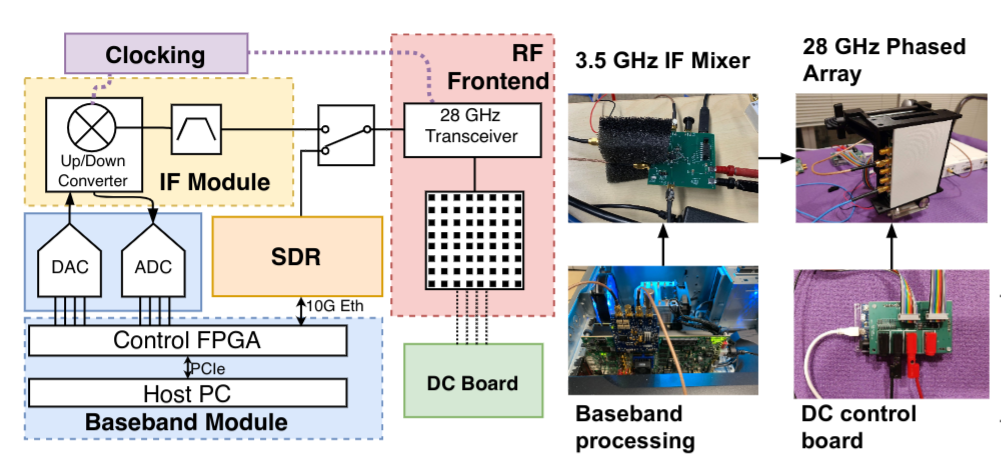 Clocking
RF
Frontend
28 GHz
Transceiver
Up/Down
Converter
IF Module
DAC
ADC
SDR
10G Eth
Control FPGA
PCIe
Host PC
Baseband Module
DC Board
3.5 GHz IF Mixer
28 GHz Phased
Array
Baseband
processing
DC control
board